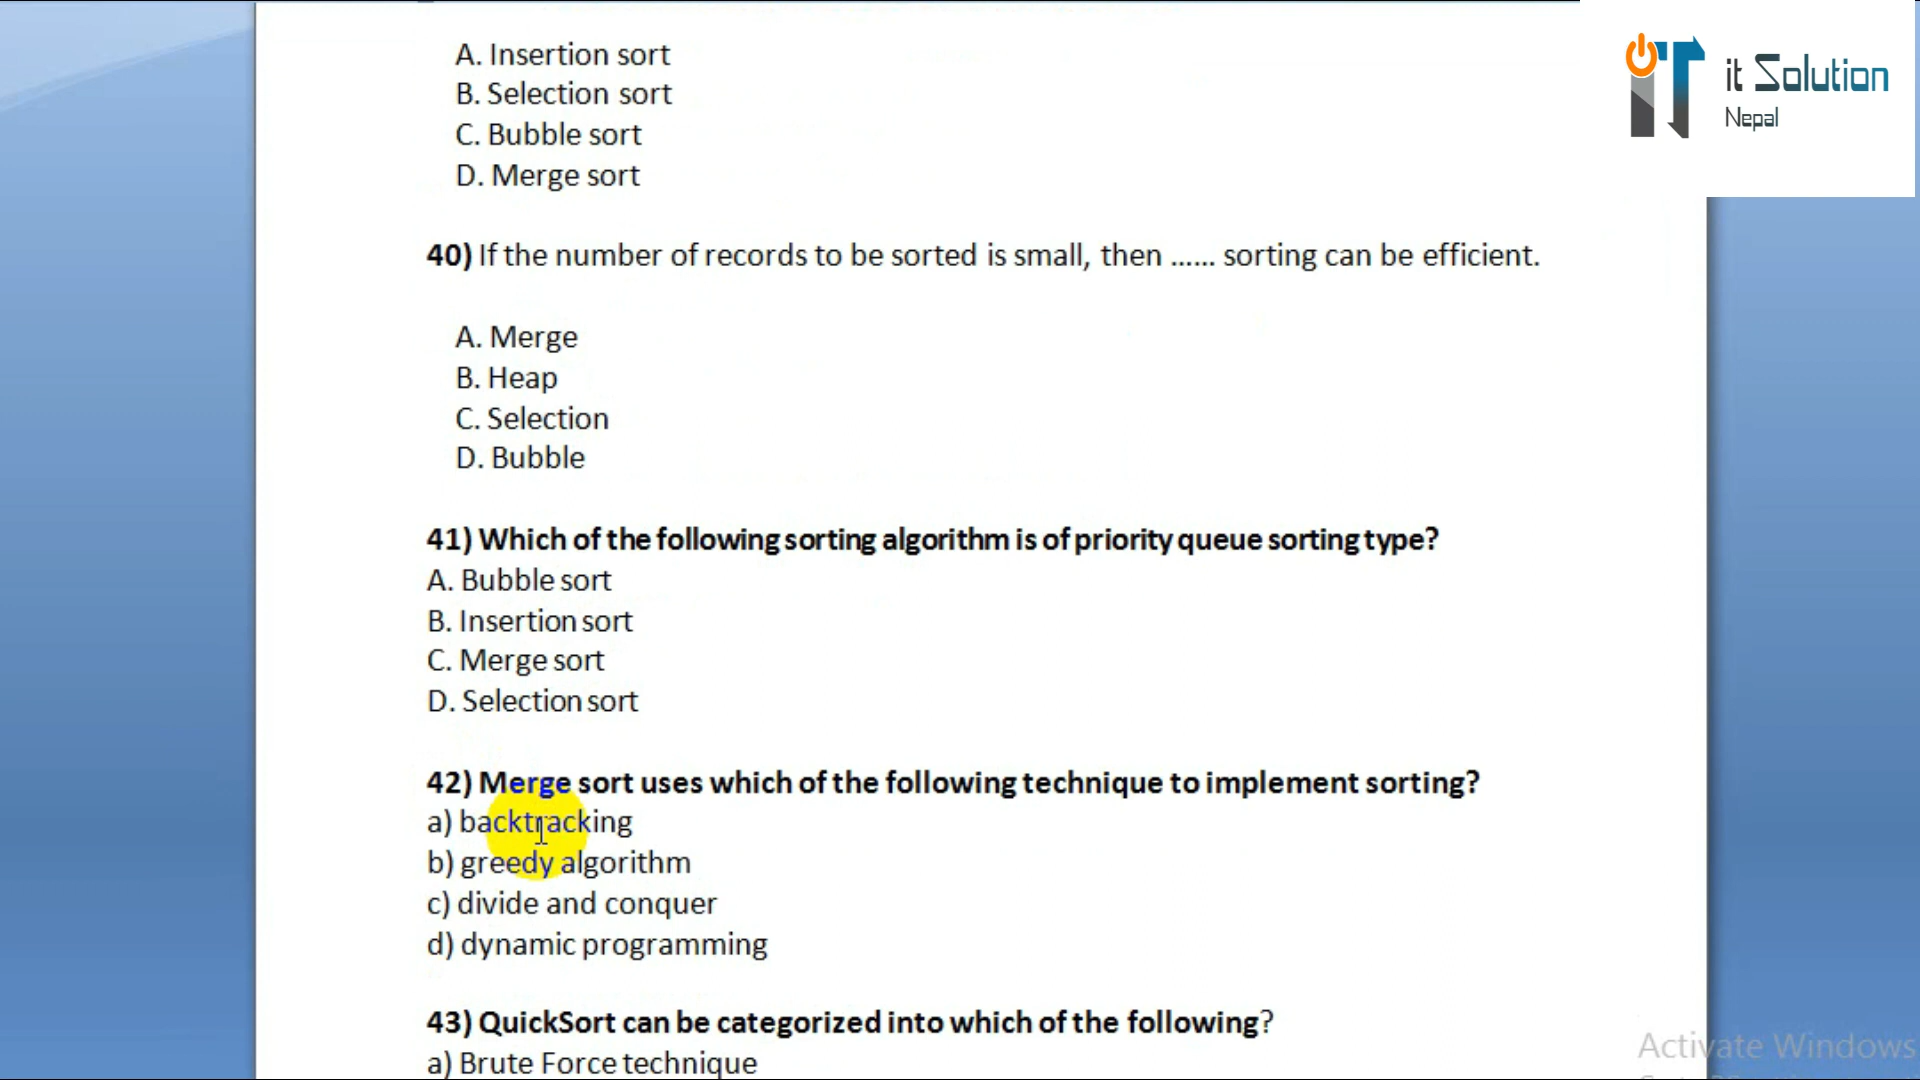 A. Insertion sort
B. Selection sort
C. Bubble sort
D. Merge sort
it Solution
Nepal
40) If the number of records to be sorted is small, then ...... sorting can be efficient.
A. Merge
B. Heap
C. Selection
D. Bubble
41) Which of the following sorting algorithm is of priority queue sorting type?
A. Bubble sort
B. Insertion sort
C. Merge sort
D. Selection sort
42) Merge sort uses which of the following technique to implement sorting?
a) backtracking
b) greedy algorithm
c) divide and conquer
d) dynamic programming
43) QuickSort can be categorized into which of the following?
a) Brute Force technique
Activate Windows